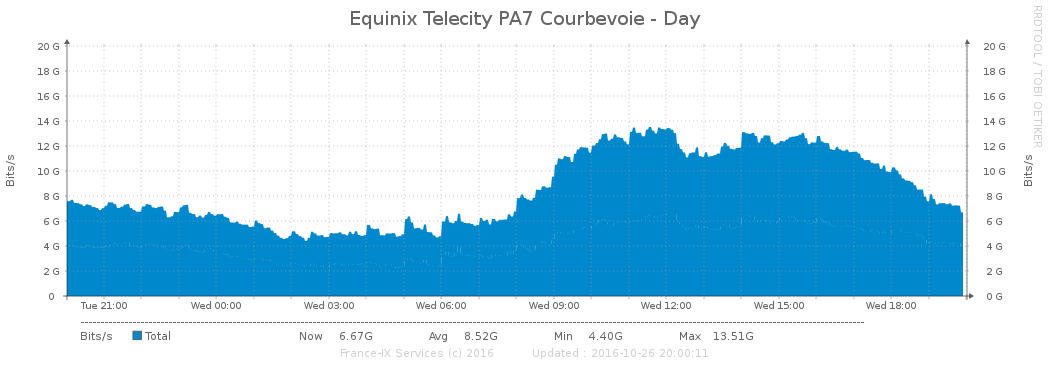 Equinix Telecity PA7 Courbevoie - Day
RRDTOOL / TOBI OETIKER
Bits/s
20 G
18 G
16 G
14 G
12 G
10 G
8 G
6 G
4 G
2 G
0
20 G
18 G
16 G
14 G
12 G
10 G
8 G
6 G
4 G
2 G
0 G
Bits/s
Tue 21:00 Wed 00:00 Wed 03:00 Wed 06:00 Wed 09:00 Wed 12:00 Wed 15:00 Wed 18:00
Bits/s Total Now 6.67G Avg 8.52G Min 4.40G Max 13.51G
France-IX Services (c) 2016 Updated : 2016-10-26 20:00:11